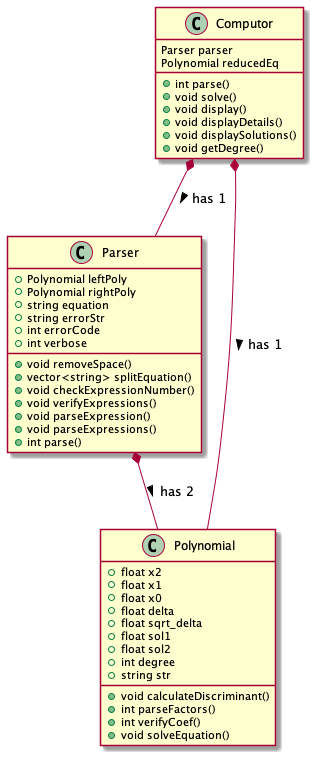 C Computor
Parser parser
Polynomial reducedEq
int parse()
void solve()
void display()
void displayDetails()
void displaySolutions()
void getDegree()
has 1
C Parser
Polynomial leftPoly
Polynomial rightPoly
string equation
string errorStr
int errorCode
int verbose
void removeSpace()
vector<string> splitEquation()
void checkExpressionNumber()
void verifyExpressions()
void parseExpression()
void parseExpressions()
int parse()
has 1
has 2
C Polynomial
float x2
float x1
float x0
float delta
float sqrt_delta
float sol1
float sol2
int degree
string str
void calculateDiscriminant()
int parseFactors()
int verifyCoef()
void solveEquation()